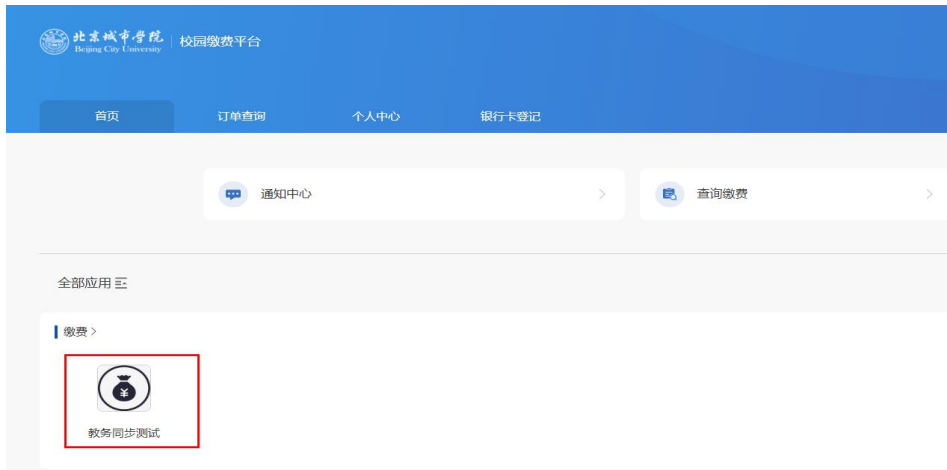 北京城市学院 校园缴费平台
Beijing City University
首页 订单查询 个人中心 银行卡登记
通知中心 查询缴费
全部应用
缴费
¥
教务同步测试